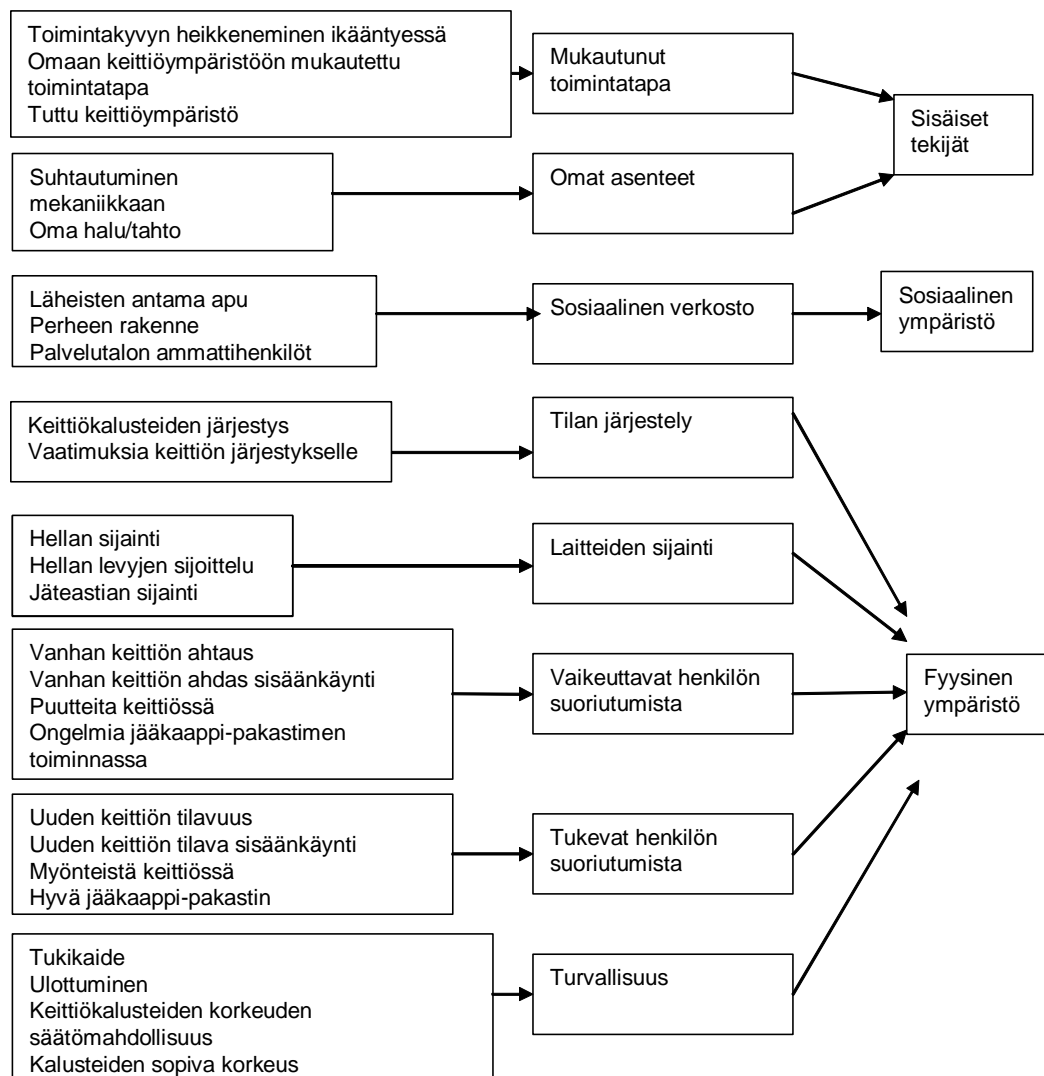 Toimintakyvyn heikkeneminen ikääntyessä
Omaan keittiöympäristöön mukautettu
toimintatapa
Tuttu keittiöympäristö
Mukautunut
toimintatapa
Sisäiset
tekijät
Suhtautuminen
mekaniikkaan
Oma halu/tahto
Omat asenteet
Läheisten antama apu
Perheen rakenne
Palvelutalon ammattihenkilöt
Sosiaalinen verkosto
Sosiaalinen
ympäristö
Keittiökalusteiden järjestys
Vaatimuksia keittiön järjestykselle
Tilan järjestely
Hellan sijainti
Hellan levyjen sijoittelu
Jäteastian sijainti
Laitteiden sijainti
Vanhan keittiön ahtaus
Vanhan keittiön ahdas sisäänkäynti
Puutteita keittiössä
Ongelmia jääkaappi-pakastimen
toiminnassa
Vaikeuttavat henkilön
suoriutumista
Fyysinen
ympäristö
Uuden keittiön tilavuus
Uuden keittiön tilava sisäänkäynti
Myönteistä keittiössä
Hyvä jääkaappi-pakastin
Tukevat henkilön
suoriutumista
Tukikaide
Ulottuminen
Keittiökalusteiden korkeuden
säätömahdollisuus
Kalusteiden sopiva korkeus
Turvallisuus